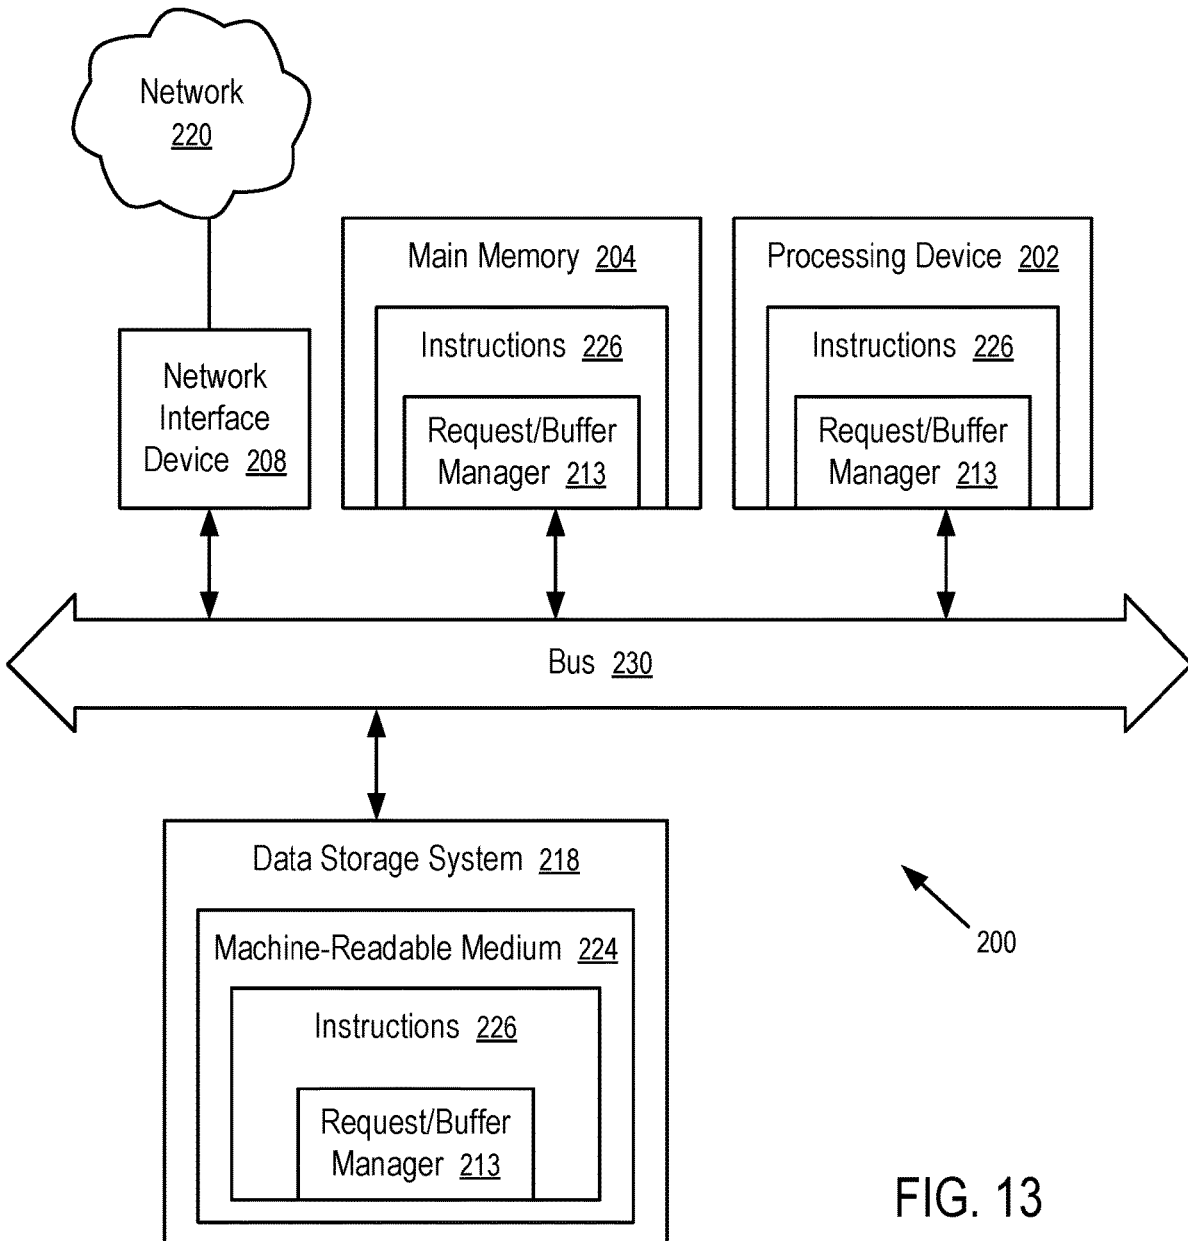 Network
220
Main Memory 204
Processing Device 202
Instructions 226
Instructions 226
Network
Interface
Device 208
Request/Buffer
Manager 213
Request/Buffer
Manager 213
Bus 230
Data Storage System 218
Machine-Readable Medium 224
Instructions 226
Request/Buffer
Manager 213
200
FIG. 13